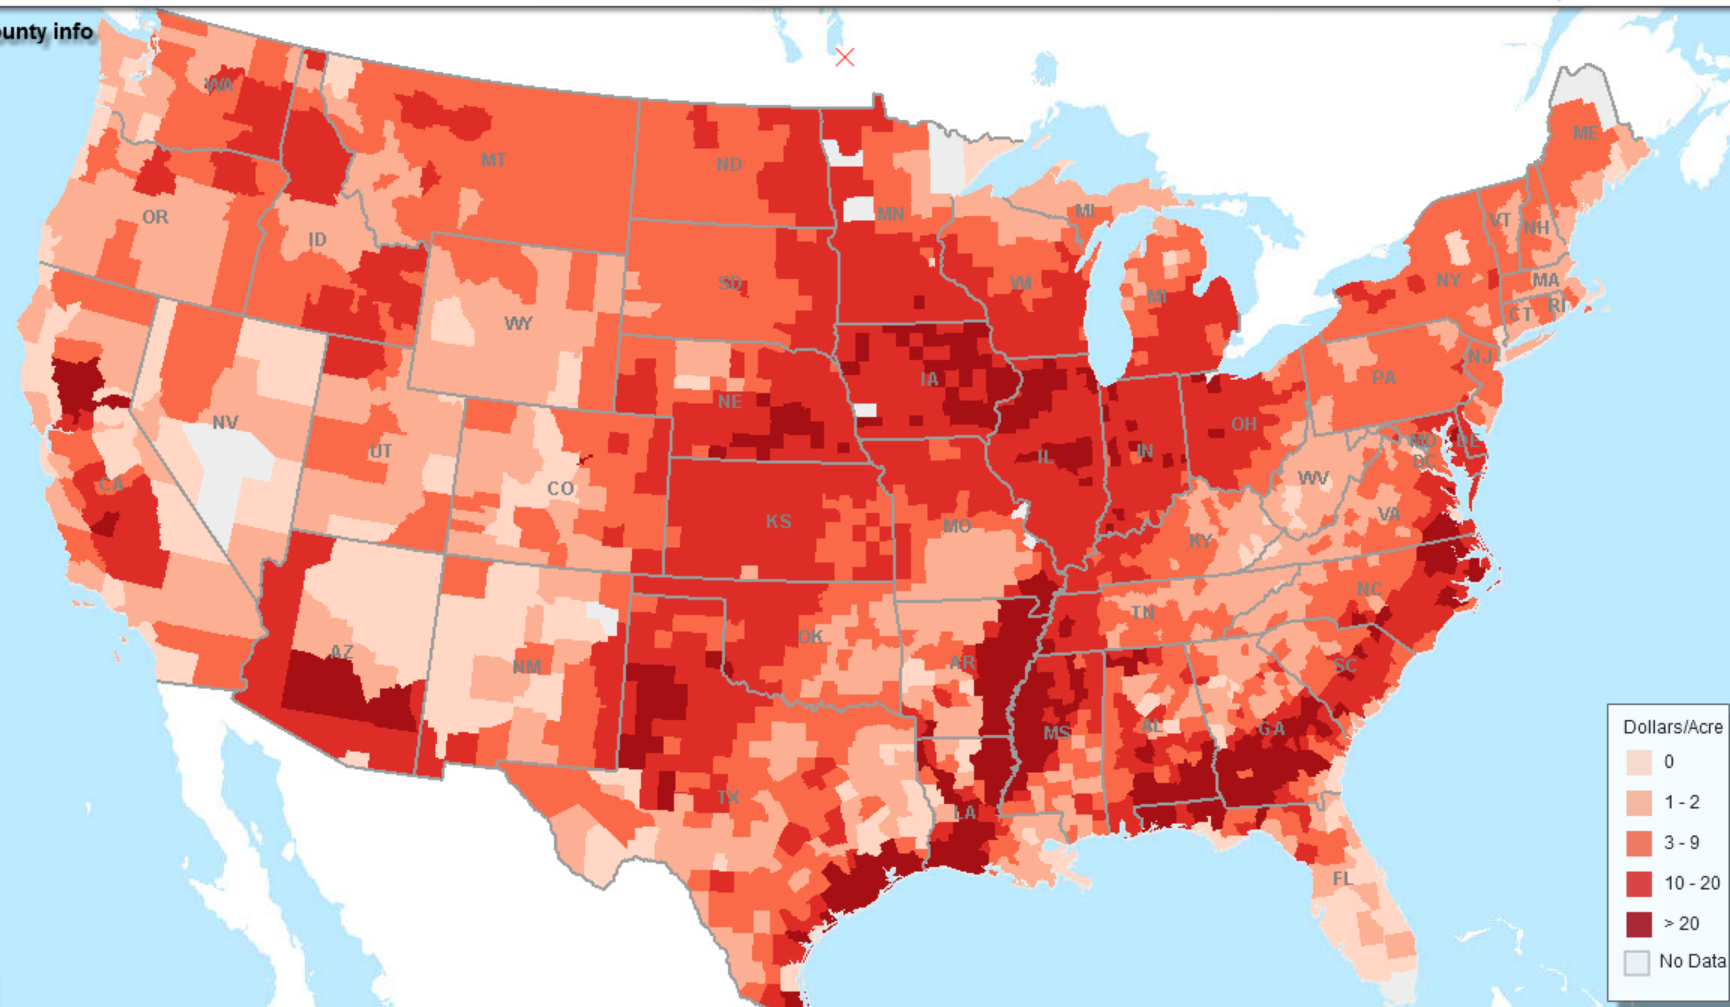 ounty info
WA
MT
ND
ME
OR
ID
MN
MI
VT
NH
SD
WI
MI
NY
MA
WY
RI
CT
NJ
IA
PA
NE
OH
NV
UT
MD
DE
IL
IN
DC
CO
WV
CA
KS
MO
VA
KY
NC
TN
OK
AZ
NM
AR
SC
MS
AL
GA
TX
LA
FL
Dollars/Acre
0
1 - 2
3 - 9
10 - 20
> 20
No Data